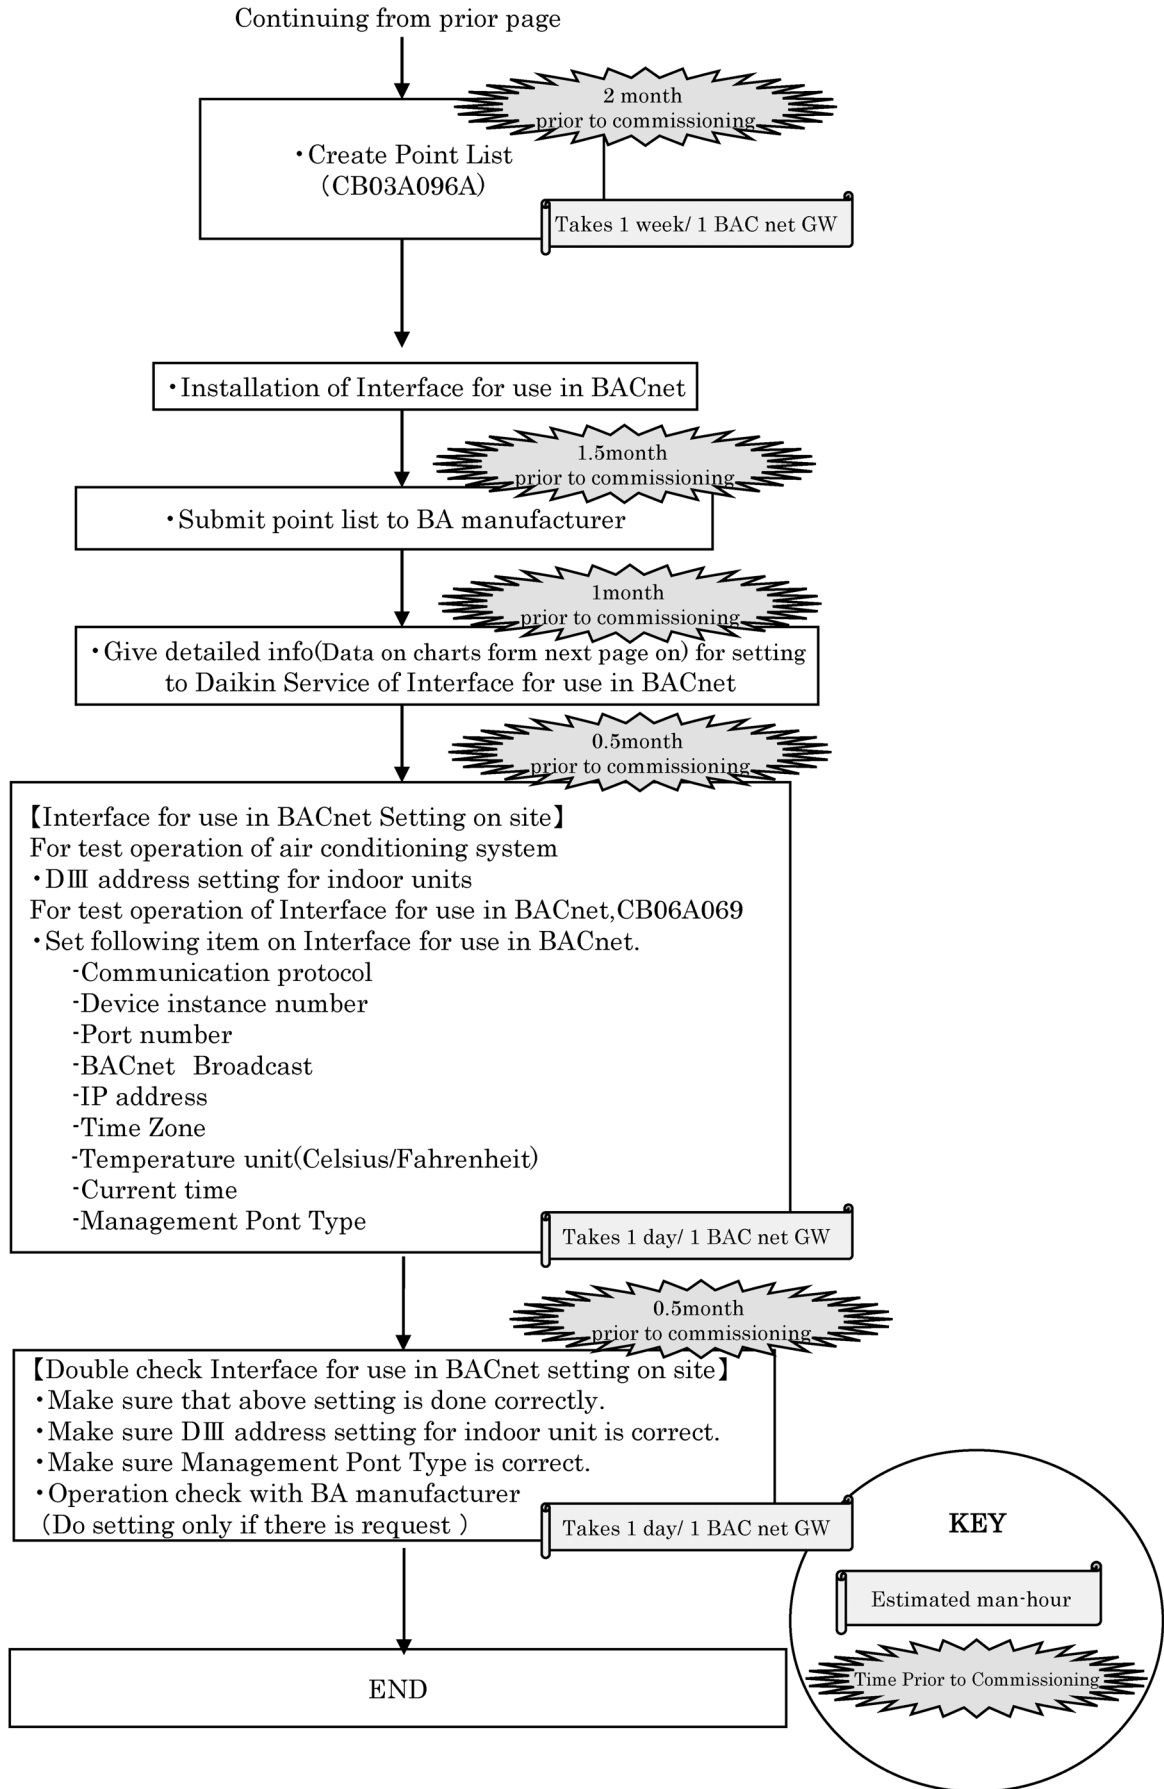 Continuing from prior page
2 month
prior to commissioning
・Create Point List
（CB03A096A）
Takes 1 week/ 1 BAC net GW
・Installation of Interface for use in BACnet
1.5month
prior to commissioning
・Submit point list to BA manufacturer
1month
prior to commissioning
・Give detailed info(Data on charts form next page on) for setting
to Daikin Service of Interface for use in BACnet
0.5month
prior to commissioning
【Interface for use in BACnet Setting on site】
For test operation of air conditioning system
・DⅢ address setting for indoor units
For test operation of Interface for use in BACnet,CB06A069
・Set following item on Interface for use in BACnet.
-Communication protocol
-Device instance number
-Port number
-BACnet Broadcast
-IP address
-Time Zone
-Temperature unit(Celsius/Fahrenheit)
-Current time
-Management Pont Type
Takes 1 day/ 1 BAC net GW
0.5month
prior to commissioning
【Double check Interface for use in BACnet setting on site】
・Make sure that above setting is done correctly.
・Make sure DⅢ address setting for indoor unit is correct.
・Make sure Management Pont Type is correct.
・Operation check with BA manufacturer
（Do setting only if there is request ）
Takes 1 day/ 1 BAC net GW
KEY
Estimated man-hour
Time Prior to Commissioning
END